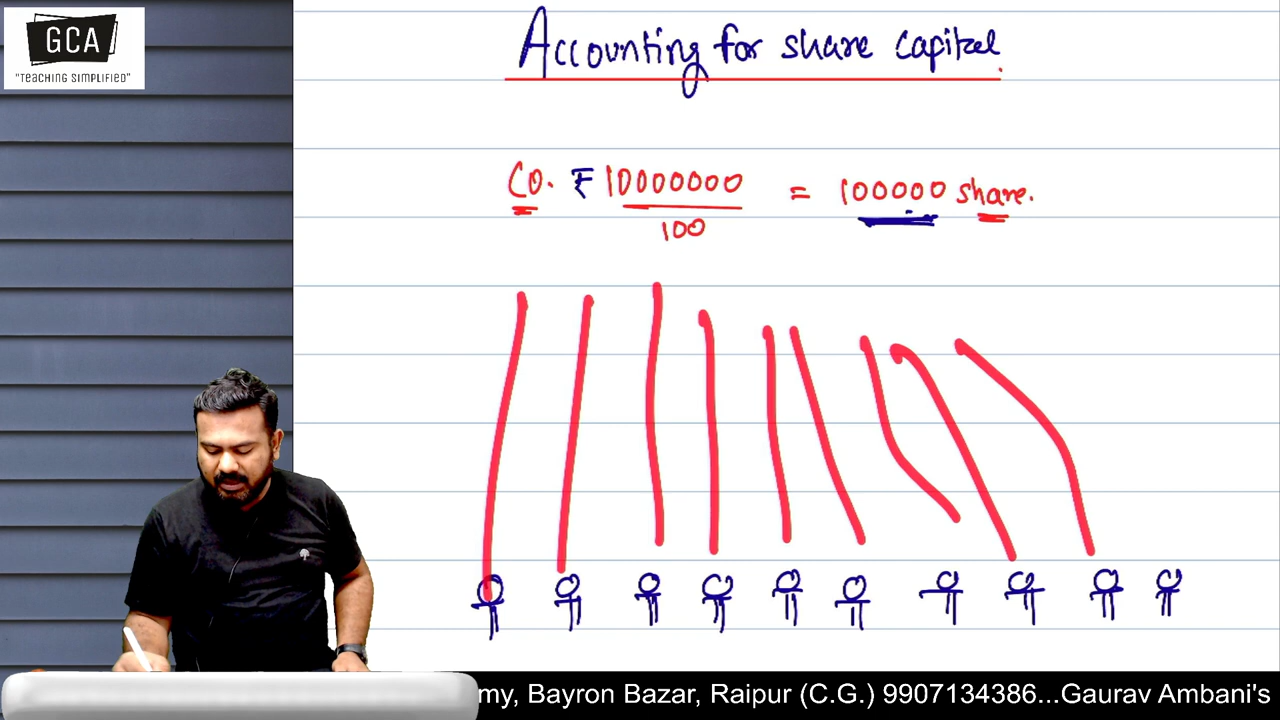 GCA
"TEACHING SIMPLIFIED"
Accounting for share capital
CO. ₹ 10000000 = 100000 share.
100
my, Bayron Bazar, Raipur (C.G.) 9907134386...Gaurav Ambani's